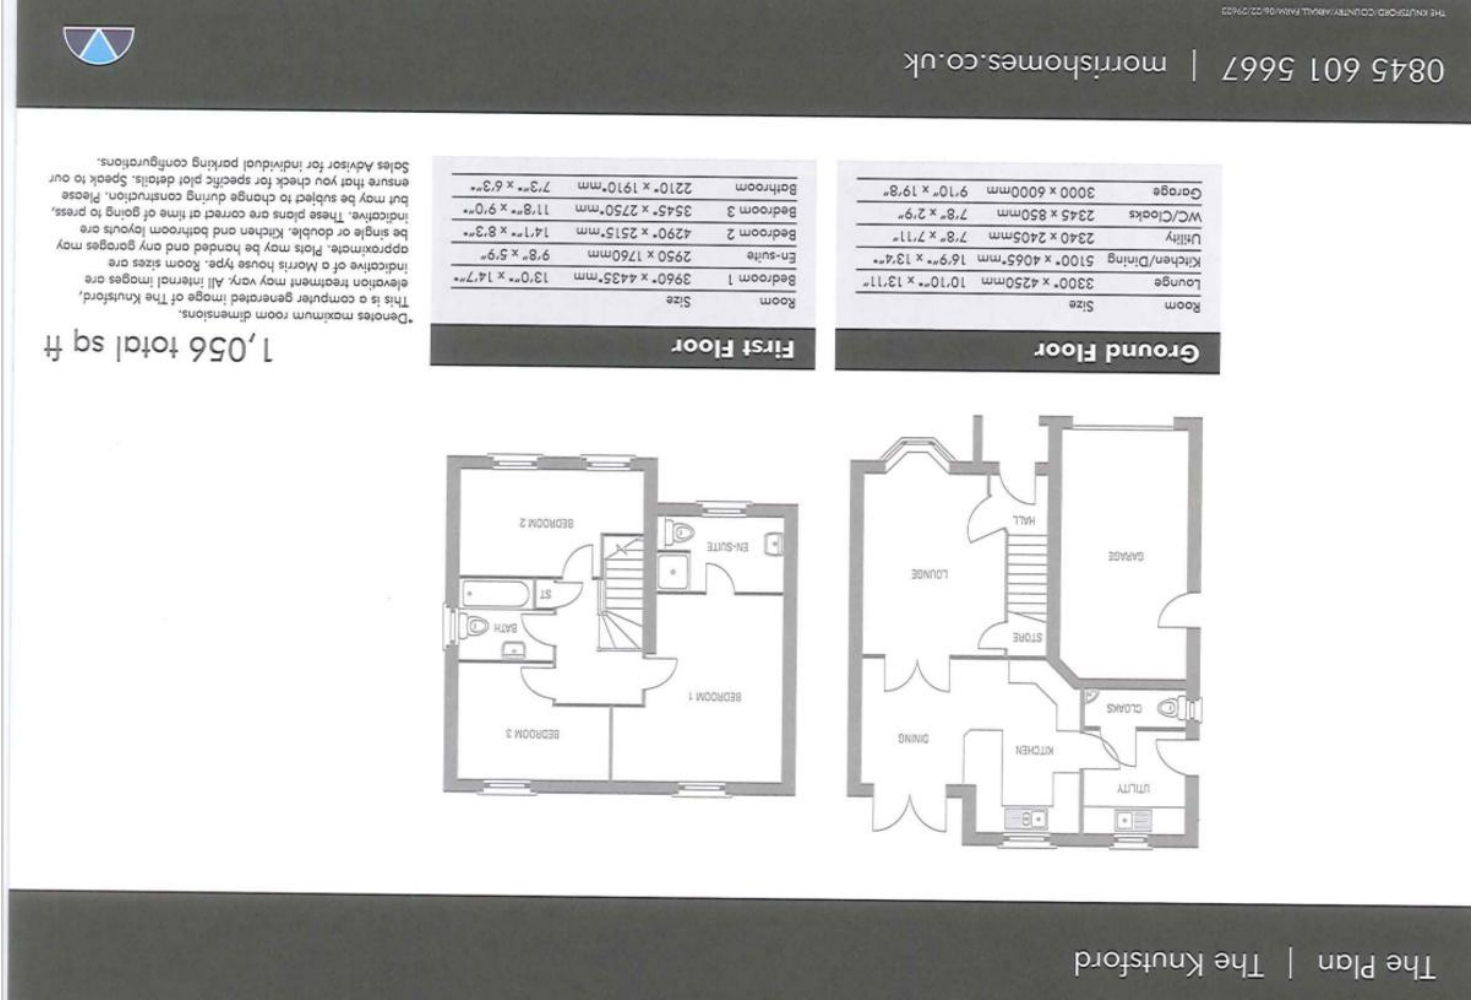 The Plan | The Knutsford
UTILITY
KITCHEN
DINING
CLOAKS
STORE
LOUNGE
GARAGE
HALL
BEDROOM 1
BEDROOM 3
BATH
ST
EN-SUITE
BEDROOM 2
Ground Floor
Room Size
Lounge 3300* x 4250mm 10'10"* x 13'11"
Kitchen/Dining 5100* x 4065*mm 16'9"* x 13'4"*
Utility 2340 x 2405mm 7'8" x 7'11"
WC/Cloaks 2345 x 850mm 7'8" x 2'9"
Garage 3000 x 6000mm 9'10" x 19'8"
First Floor
Room Size
Bedroom 1 3960* x 4435*mm 13'0"* x 14'7"*
En-suite 2950 x 1760mm 9'8" x 5'9"
Bedroom 2 4290* x 2515*mm 14'1"* x 8'3"*
Bedroom 3 3545* x 2750*mm 11'8"* x 9'0"*
Bathroom 2210* x 1910*mm 7'3"* x 6'3"*
1,056 total sq ft
*Denotes maximum room dimensions.
This is a computer generated image of The Knutsford,
elevation treatment may vary. All internal images are
indicative of a Morris house type. Room sizes are
approximate. Plots may be handed and any garages may
be single or double. Kitchen and bathroom layouts are
indicative. These plans are correct at time of going to press,
but may be subject to change during construction. Please
ensure that you check for specific plot details. Speak to our
Sales Advisor for individual parking configurations.
0845 601 5667 | morrishomes.co.uk
THE KNUTSFORD/COUNTRY/ARKALL FARM/06/22/29623